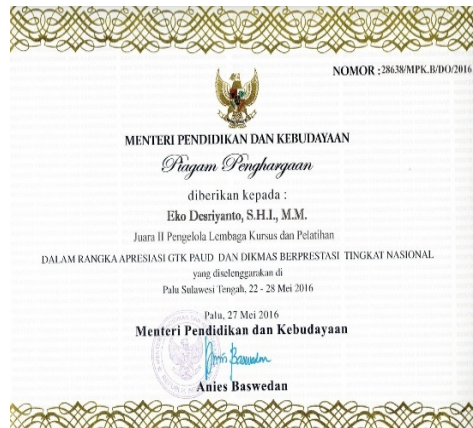 NOMOR : 28638/MPK.B/DO/2016
MENTERI PENDIDIKAN DAN KEBUDAYAAN
Piagam Penghargaan
diberikan kepada :
Eko Desriyanto, S.H.I., M.M.
Juara II Pengelola Lembaga Kursus dan Pelatihan
DALAM RANGKA APRESIASI GTK PAUD DAN DIKMAS BERPRESTASI TINGKAT NASIONAL
yang diselenggarakan di
Palu Sulawesi Tengah, 22 - 28 Mei 2016
Palu, 27 Mei 2016
Menteri Pendidikan dan Kebudayaan
Anies Baswedan
Anies Baswedan